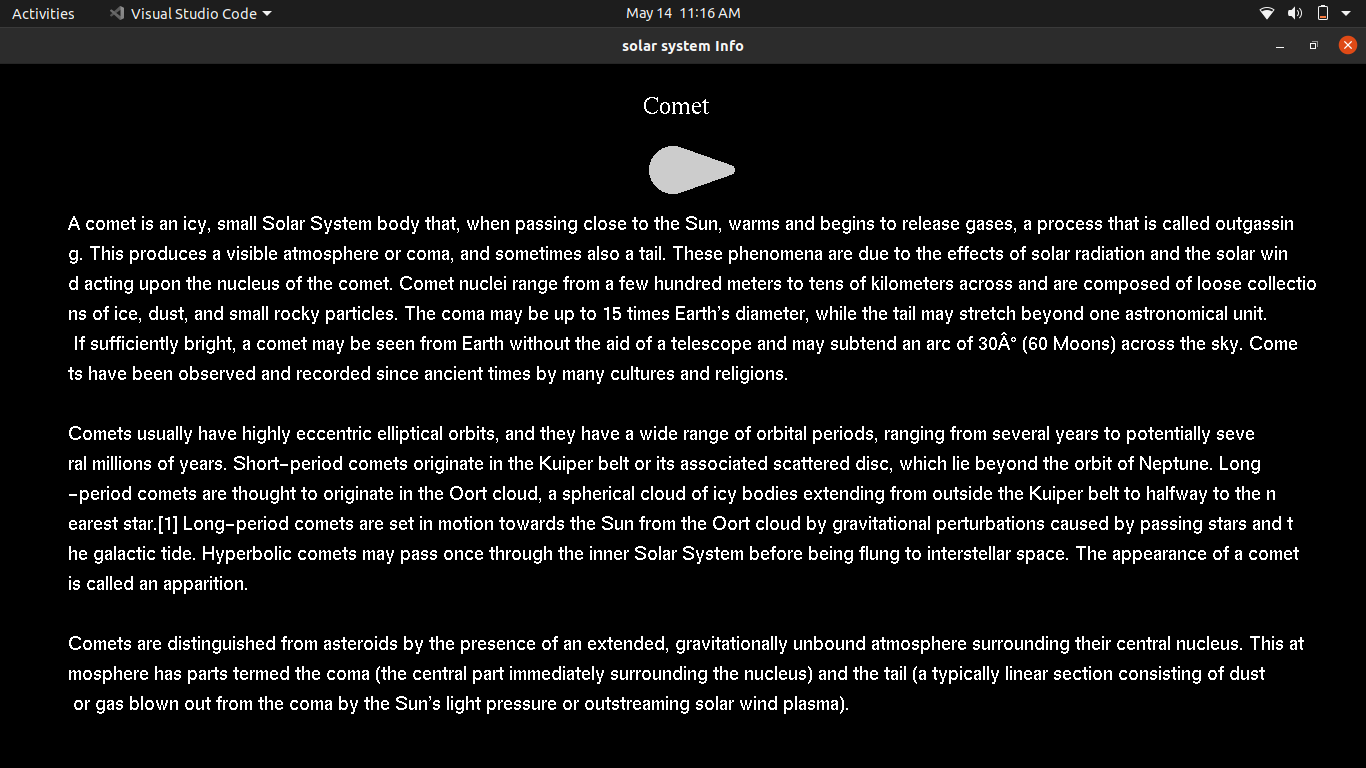 Activities
Visual Studio Code
May 14 11:16 AM
solar system Info
Comet
A comet is an icy, small Solar System body that, when passing close to the Sun, warms and begins to release gases, a process that is called outgassin
g. This produces a visible atmosphere or coma, and sometimes also a tail. These phenomena are due to the effects of solar radiation and the solar win
d acting upon the nucleus of the comet. Comet nuclei range from a few hundred meters to tens of kilometers across and are composed of loose collectio
ns of ice, dust, and small rocky particles. The coma may be up to 15 times Earth's diameter, while the tail may stretch beyond one astronomical unit.
If sufficiently bright, a comet may be seen from Earth without the aid of a telescope and may subtend an arc of 30Â° (60 Moons) across the sky. Come
ts have been observed and recorded since ancient times by many cultures and religions.
Comets usually have highly eccentric elliptical orbits, and they have a wide range of orbital periods, ranging from several years to potentially seve
ral millions of years. Short-period comets originate in the Kuiper belt or its associated scattered disc, which lie beyond the orbit of Neptune. Long
-period comets are thought to originate in the Oort cloud, a spherical cloud of icy bodies extending from outside the Kuiper belt to halfway to the n
earest star.[1] Long-period comets are set in motion towards the Sun from the Oort cloud by gravitational perturbations caused by passing stars and t
he galactic tide. Hyperbolic comets may pass once through the inner Solar System before being flung to interstellar space. The appearance of a comet
is called an apparition.
Comets are distinguished from asteroids by the presence of an extended, gravitationally unbound atmosphere surrounding their central nucleus. This at
mosphere has parts termed the coma (the central part immediately surrounding the nucleus) and the tail (a typically linear section consisting of dust
or gas blown out from the coma by the Sun's light pressure or outstreaming solar wind plasma).